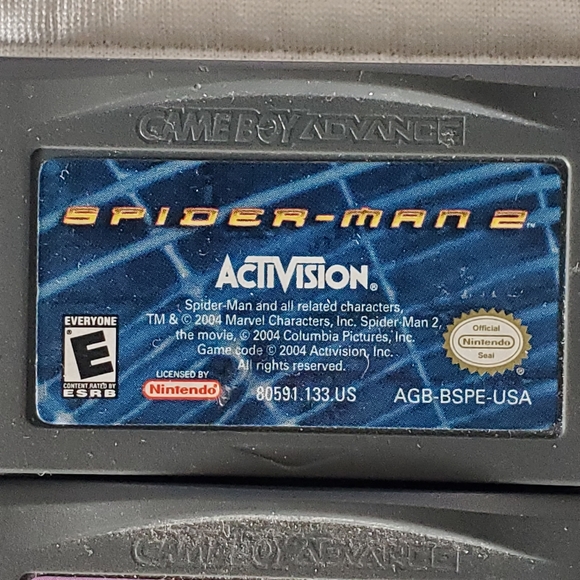 GAME BOY ADVANCE
SPIDER-MAN 2 TM
ACTIVISION®
Spider-Man and all related characters,
TM & © 2004 Marvel Characters, Inc. Spider-Man 2,
the movie, © 2004 Columbia Pictures, Inc.
Game code © 2004 Activision, Inc.
All rights reserved.
EVERYONE
E
CONTENT RATED BY
ESRB
LICENSED BY
Nintendo
80591.133.US
AGB-BSPE-USA
Official
Nintendo
Seal
®
GAME BOY ADVANCE